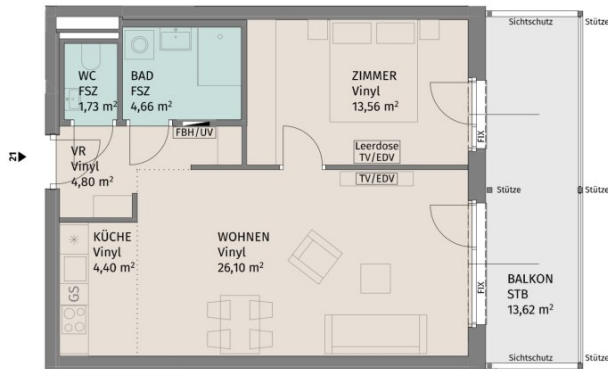 Sichtschutz
Stütze
WC
FSZ
1,73 m²
BAD
FSZ
4,66 m²
ZIMMER
Vinyl
13,56 m²
FIX
FBH/UV
Leerdose
TV/EDV
TV/EDV
21
VR
Vinyl
4,80 m²
Stütze
Stütze
KÜCHE
Vinyl
4,40 m²
WOHNEN
Vinyl
26,10 m²
GS
FIX
BALKON
STB
13,62 m²
Sichtschutz
Stütze